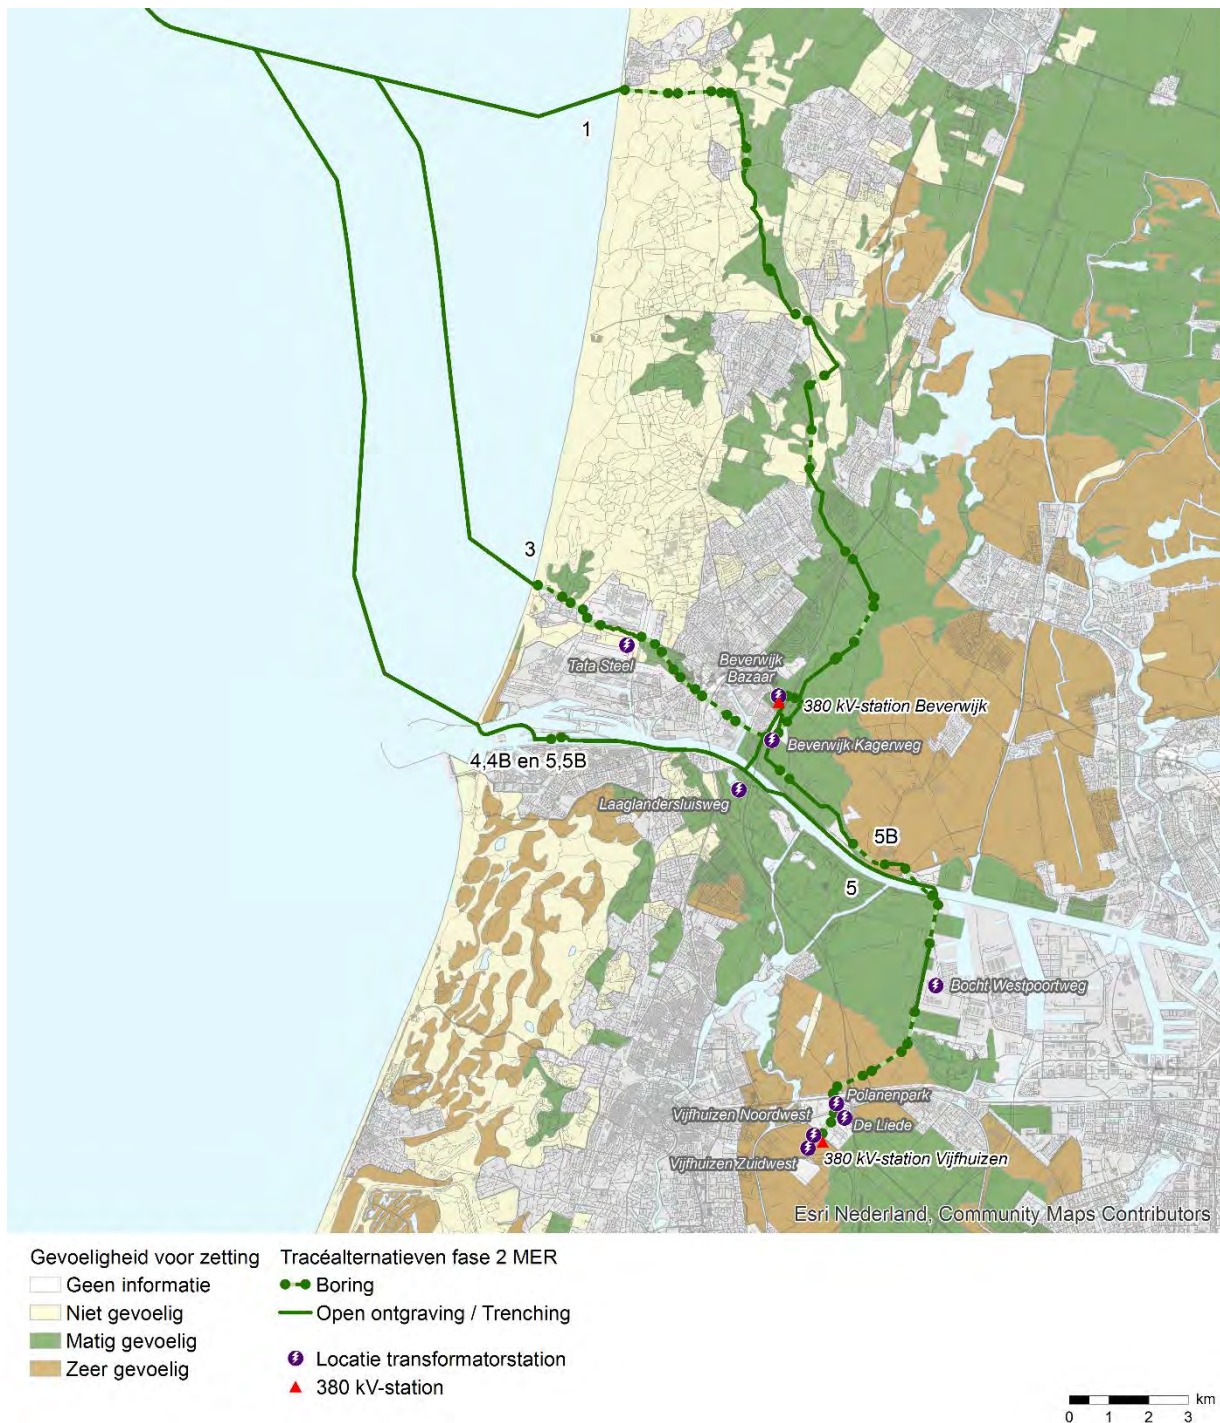 1
3
Tata Steel
Beverwijk
Bazaar
380 kV-station Beverwijk
Beverwijk Kagerweg
4,4B en 5,5B
Laaglandersluisweg
5B
5
Bocht Westpoortweg
Polanenpark
Vijfhuizen Noordwest
De Liede
Vijfhuizen Zuidwest
380 kV-station Vijfhuizen
Esri Nederland, Community Maps Contributors
Gevoeligheid voor zetting
Geen informatie
Niet gevoelig
Matig gevoelig
Zeer gevoelig
Tracéalternatieven fase 2 MER
Boring
Open ontgraving / Trenching
Locatie transformatorstation
380 kV-station
km
0 1 2 3